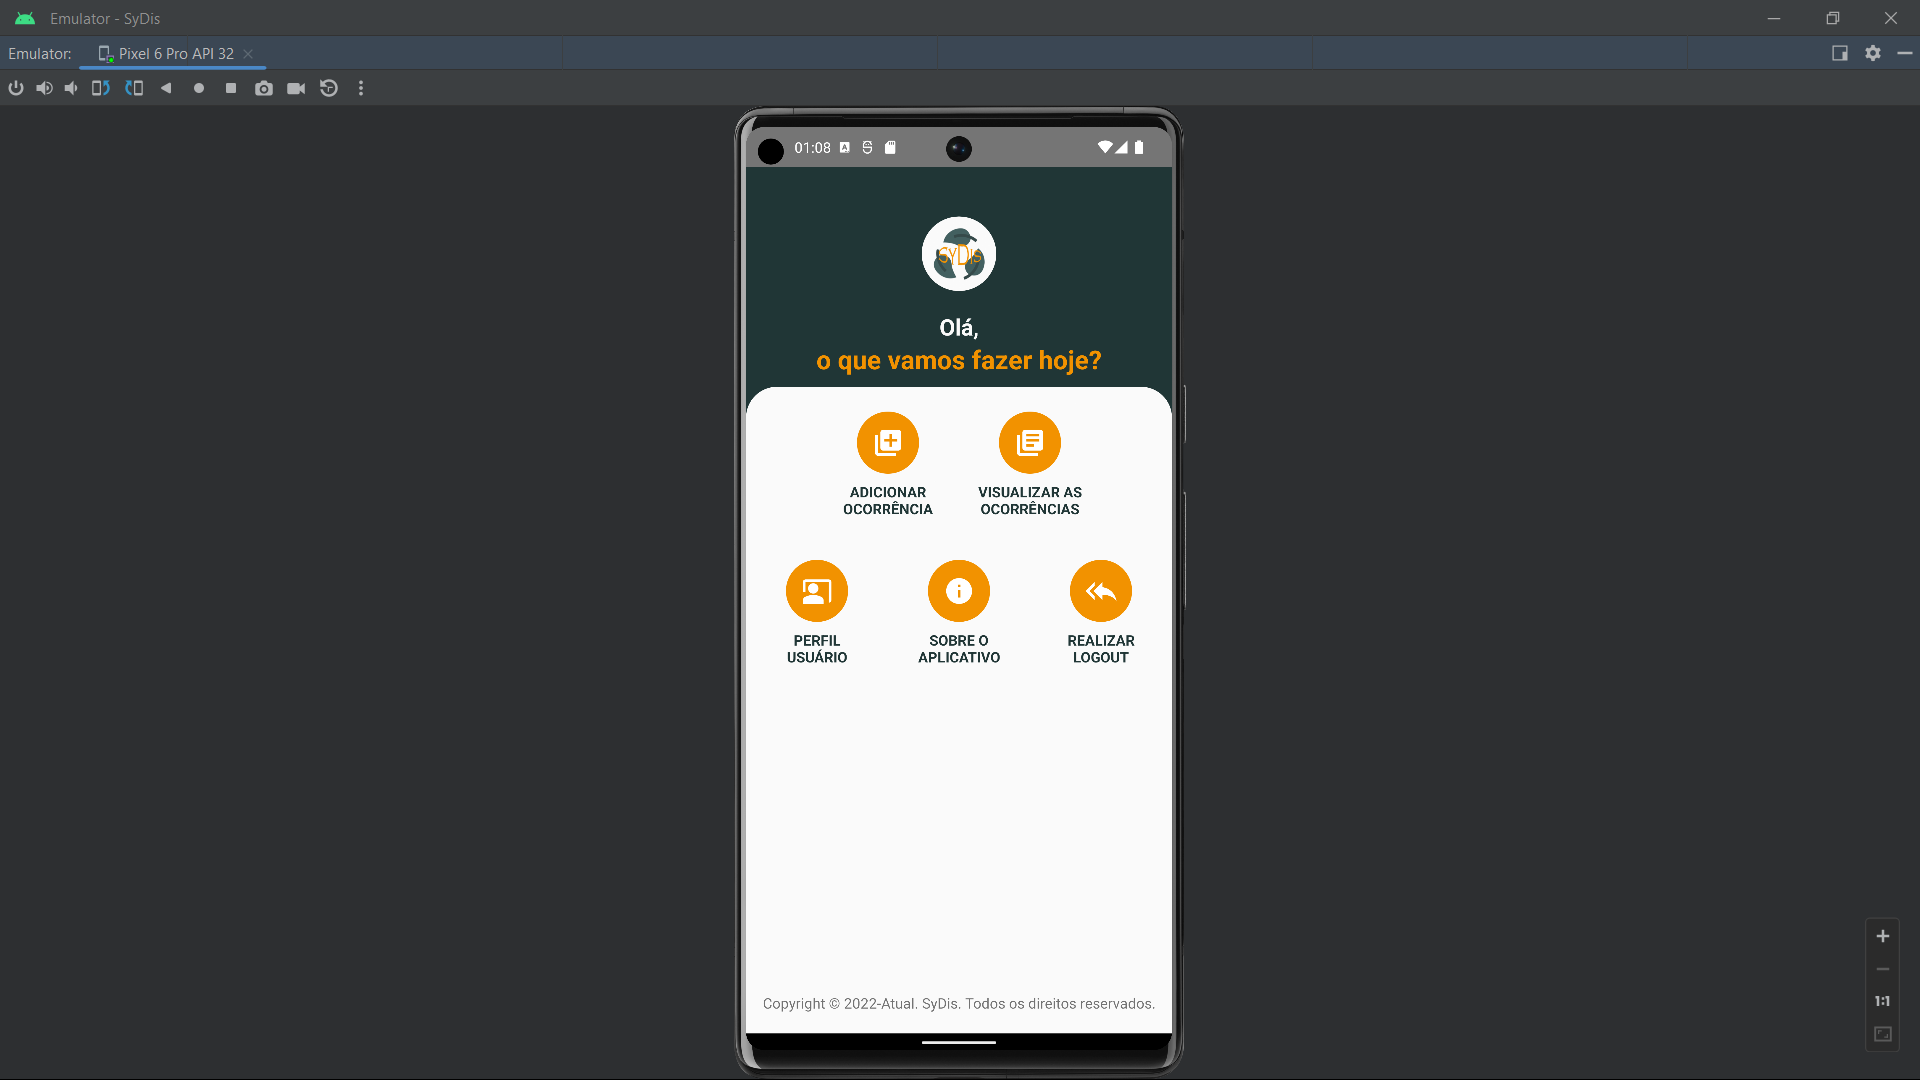 Emulator - SyDis
Emulator:
Pixel 6 Pro API 32
01:08
SyDis
Olá,
o que vamos fazer hoje?
ADICIONAR
OCORRÊNCIA
VISUALIZAR AS
OCORRÊNCIAS
PERFIL
USUÁRIO
SOBRE O
APLICATIVO
REALIZAR
LOGOUT
Copyright © 2022-Atual. SyDis. Todos os direitos reservados.
1:1